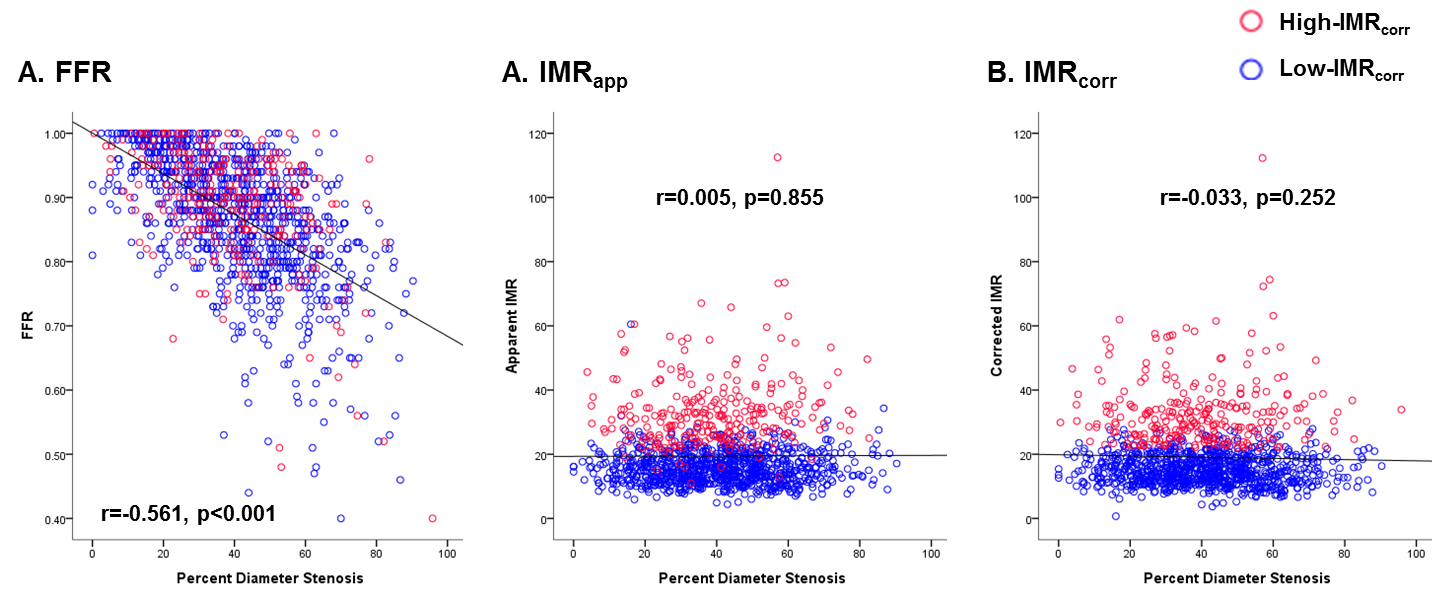 High-IMRcorr
Low-IMRcorr
A. FFR
1.00
0.90
0.80
0.70
0.60
0.50
0.40
FFR
r=-0.561, p<0.001
0 20 40 60 80 100
Percent Diameter Stenosis
A. IMRapp
120
100
80
60
40
20
0
Apparent IMR
r=0.005, p=0.855
0 20 40 60 80 100
Percent Diameter Stenosis
B. IMRcorr
120
100
80
60
40
20
0
Corrected IMR
r=-0.033, p=0.252
0 20 40 60 80 100
Percent Diameter Stenosis